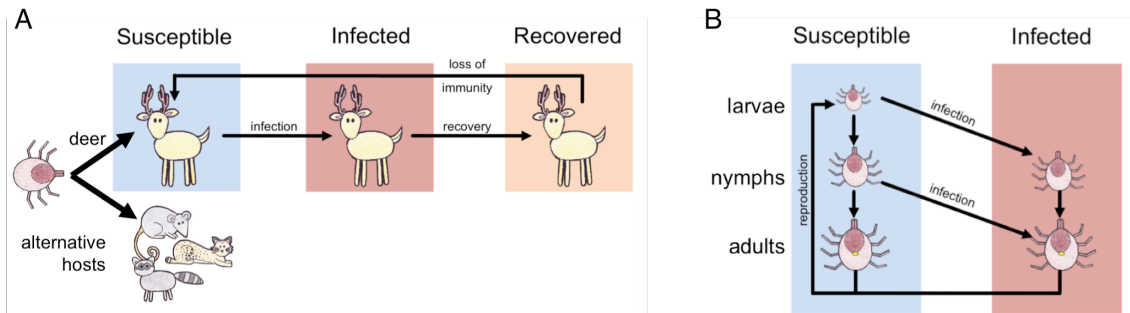 A
Susceptible
Infected
Recovered
loss of
immunity
deer
infection
recovery
alternative
hosts
B
Susceptible
Infected
larvae
infection
nymphs
reproduction
infection
adults